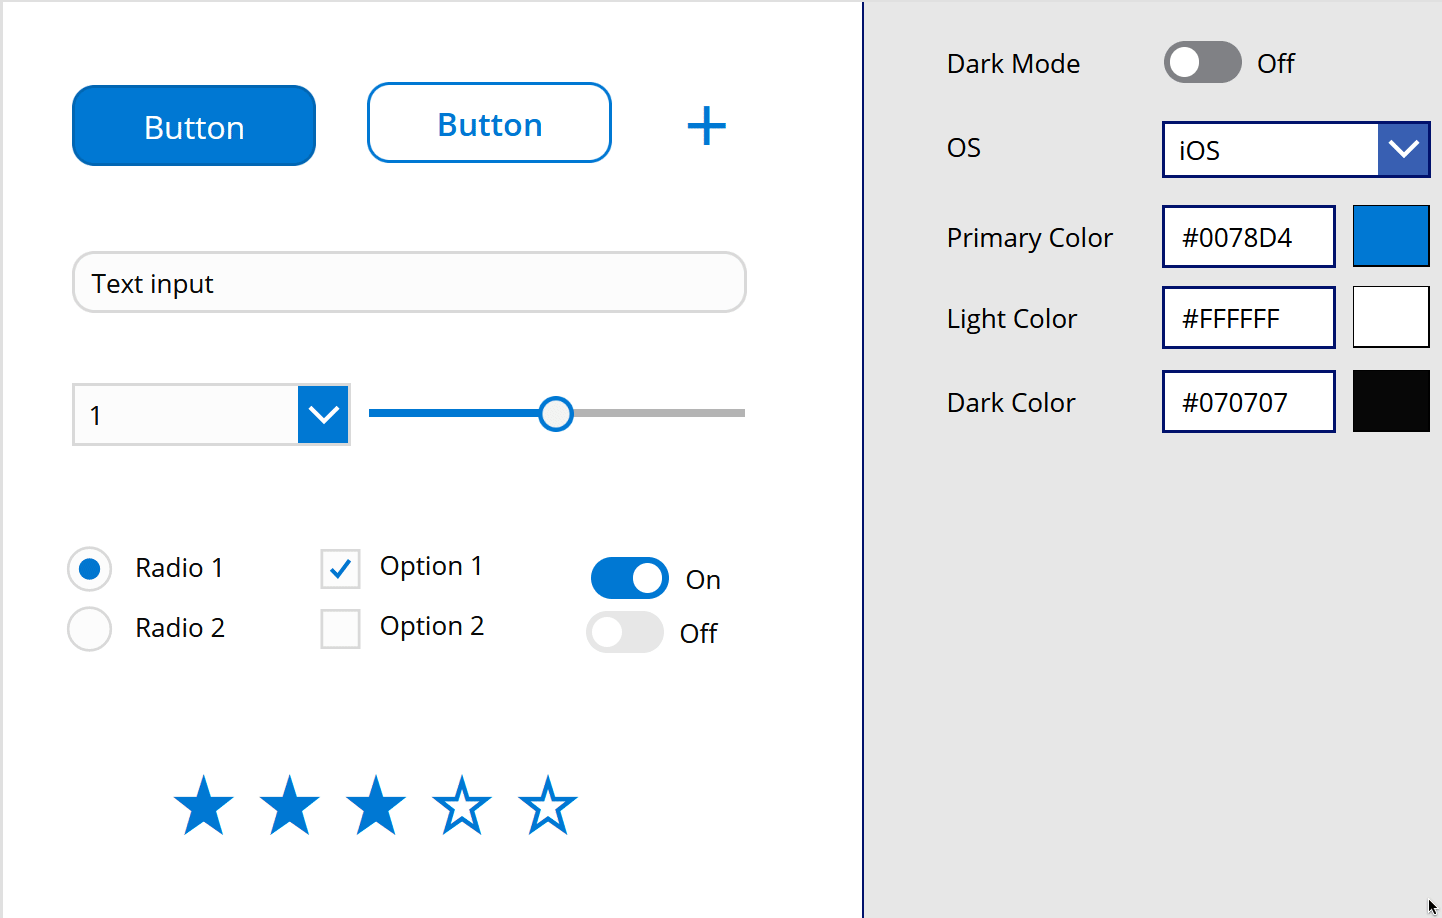 Button
Button
Text input
1
Radio 1
Option 1
On
Radio 2
Option 2
Off
Dark Mode
Off
OS
iOS
Primary Color
#0078D4
Light Color
#FFFFFF
Dark Color
#070707